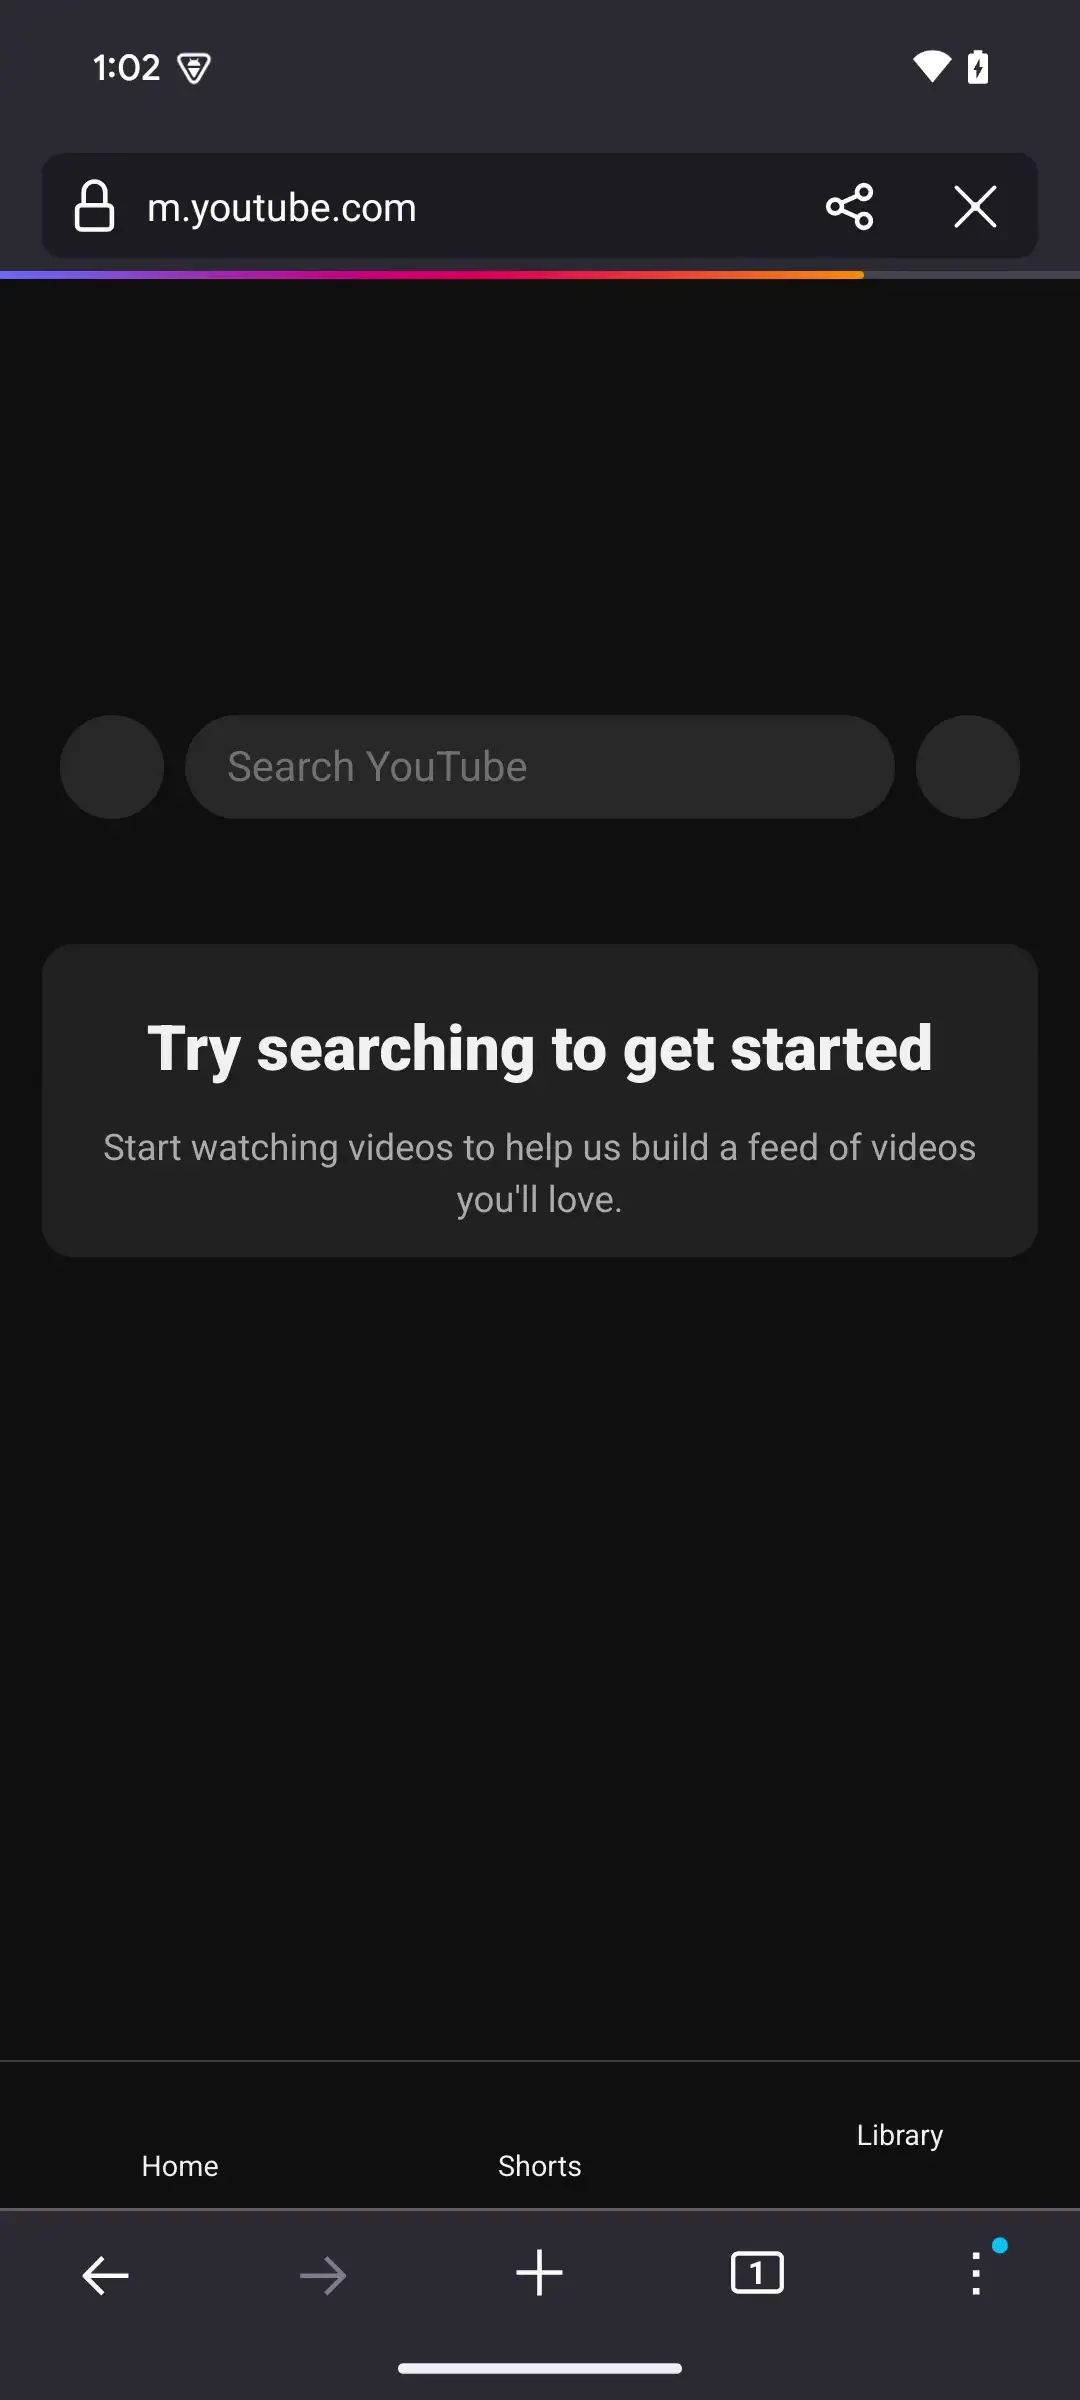 1:02
m.youtube.com
Search YouTube
Try searching to get started
Start watching videos to help us build a feed of videos
you'll love.
Home
Shorts
Library
1